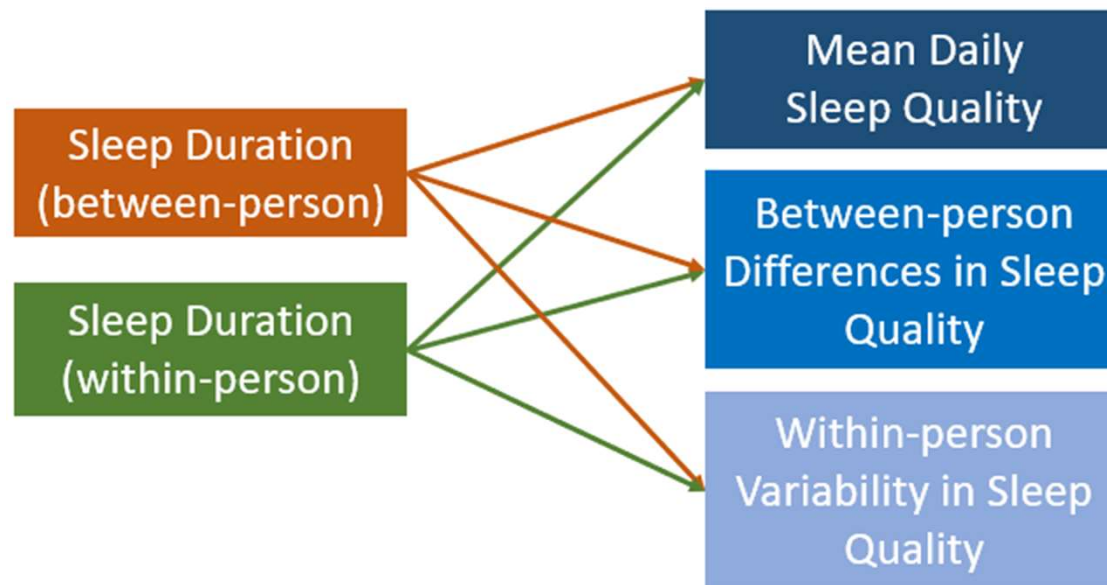 Sleep Duration
(between-person)
Sleep Duration
(within-person)
Mean Daily
Sleep Quality
Between-person
Differences in Sleep
Quality
Within-person
Variability in Sleep
Quality